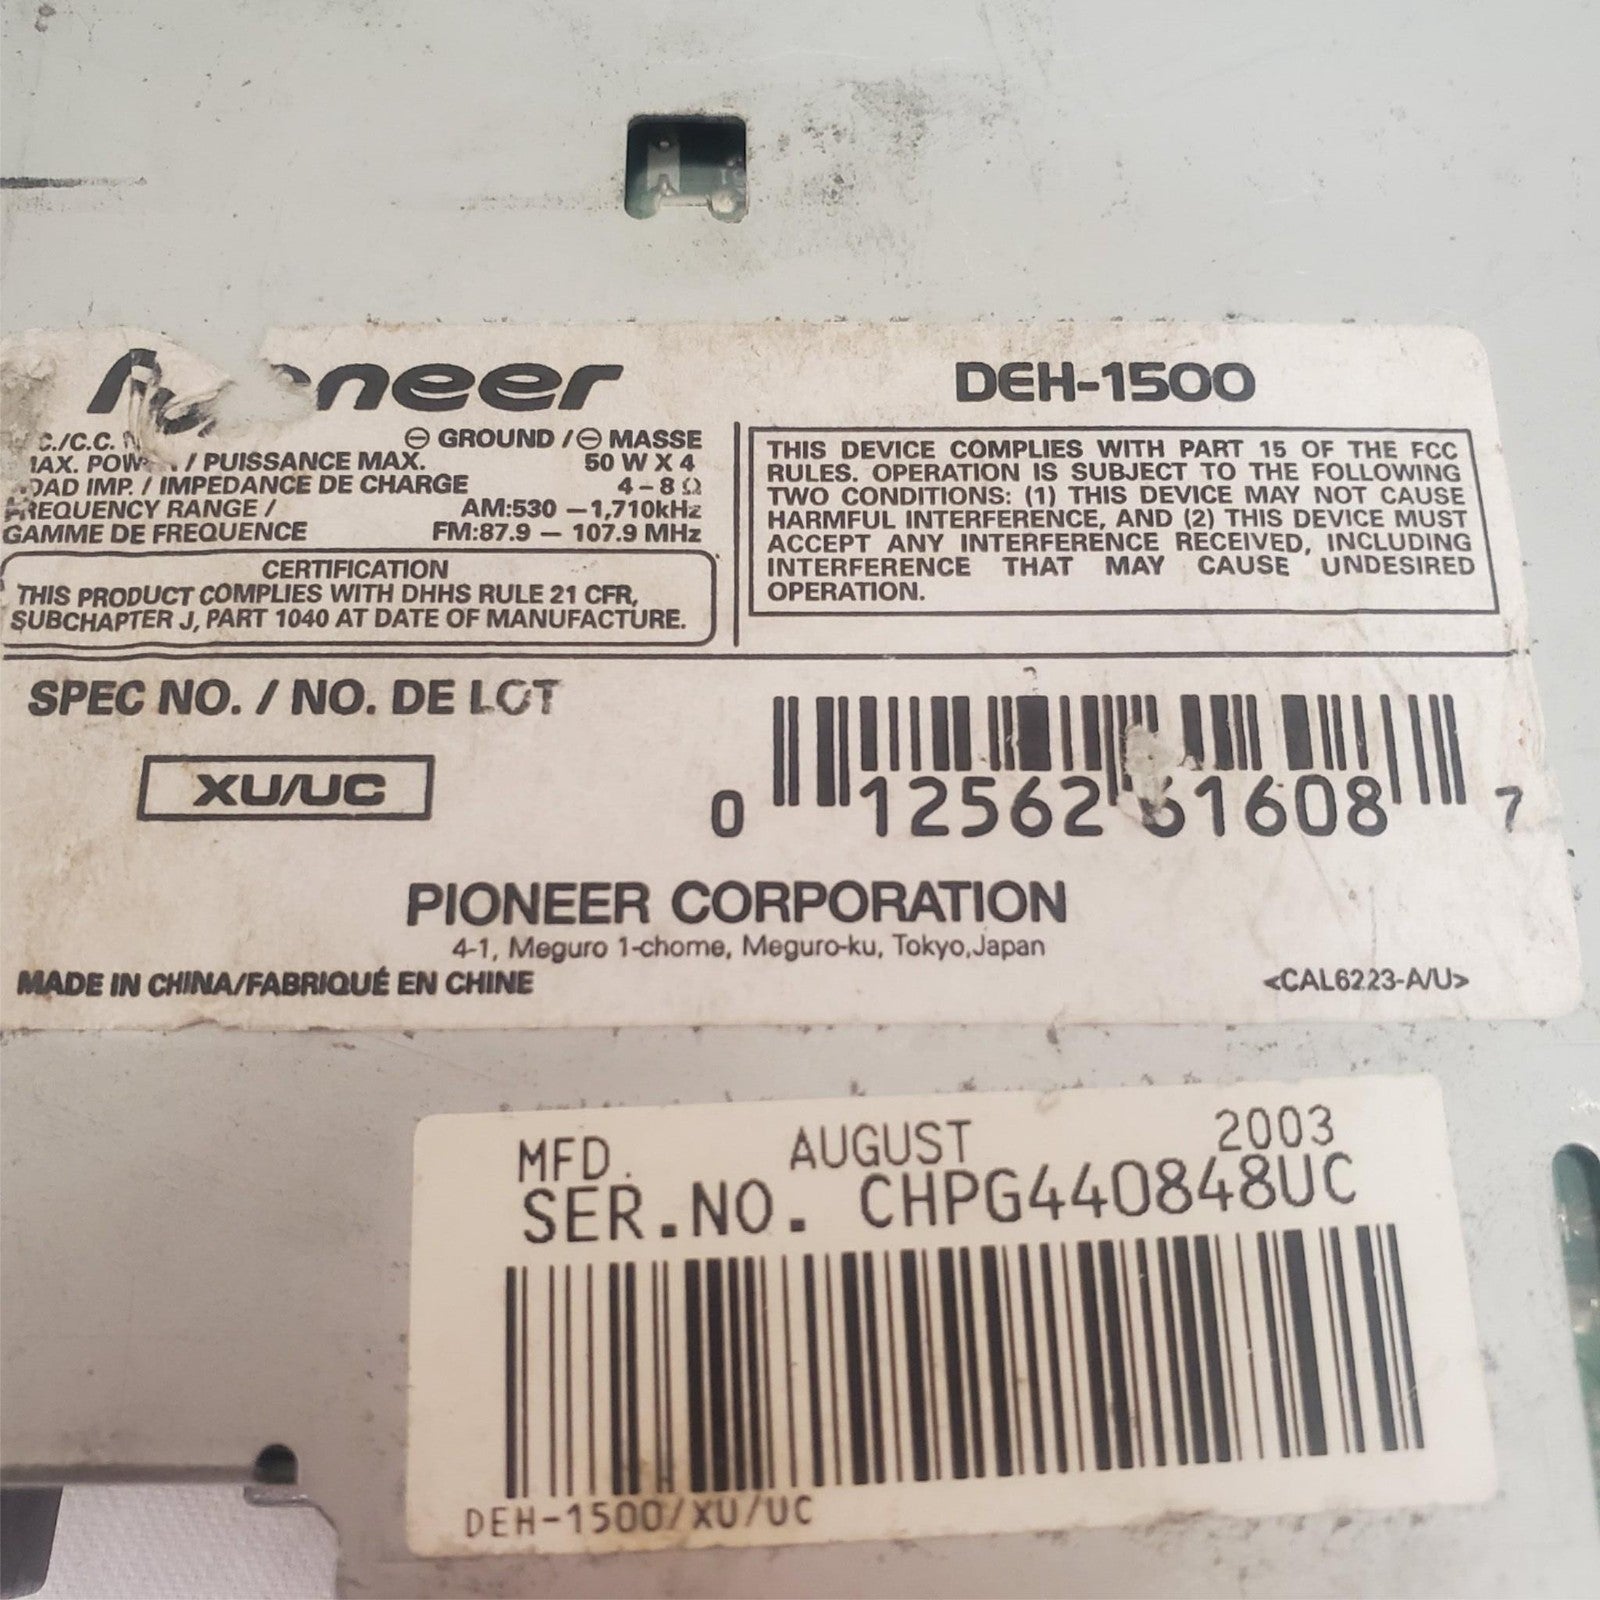 Pioneer
DEH-1500
⊖ GROUND / ⊖ MASSE
/ PUISSANCE MAX. 50 W X 4
IMP. / IMPEDANCE DE CHARGE 4 – 8 Ω
FREQUENCY RANGE / AM:530 – 1,710kHz
GAMME DE FREQUENCE FM:87.9 – 107.9 MHz
CERTIFICATION
THIS PRODUCT COMPLIES WITH DHHS RULE 21 CFR,
SUBCHAPTER J, PART 1040 AT DATE OF MANUFACTURE.
THIS DEVICE COMPLIES WITH PART 15 OF THE FCC
RULES. OPERATION IS SUBJECT TO THE FOLLOWING
TWO CONDITIONS: (1) THIS DEVICE MAY NOT CAUSE
HARMFUL INTERFERENCE, AND (2) THIS DEVICE MUST
ACCEPT ANY INTERFERENCE RECEIVED, INCLUDING
INTERFERENCE THAT MAY CAUSE UNDESIRED
OPERATION.
SPEC NO. / NO. DE LOT
XU/UC
0 12562 61608 7
PIONEER CORPORATION
4-1, Meguro 1-chome, Meguro-ku, Tokyo,Japan
MADE IN CHINA/FABRIQUÉ EN CHINE
<CAL6223-A/U>
MFD. AUGUST 2003
SER.NO. CHPG440848UC
DEH-1500/XU/UC